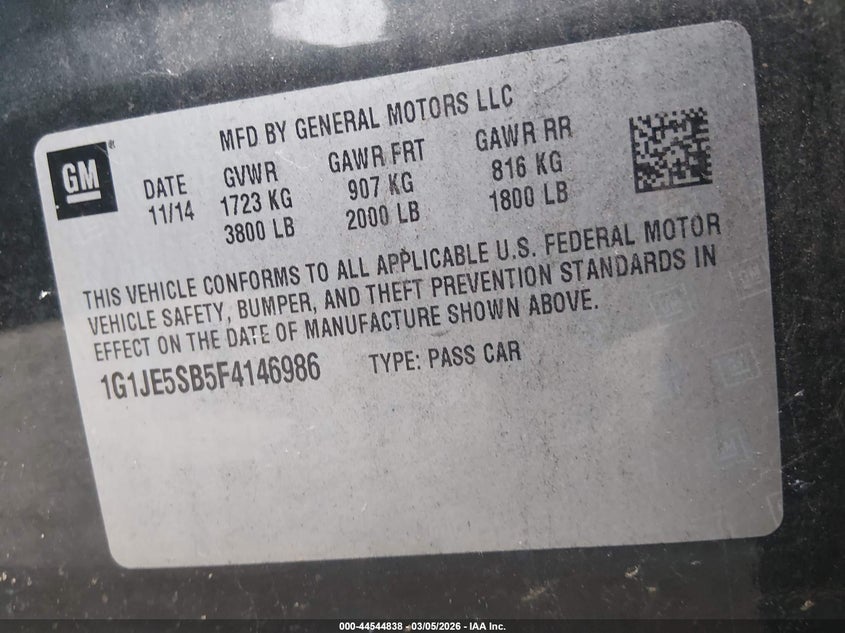 MFD BY GENERAL MOTORS LLC
GM
DATE GVWR GAWR FRT GAWR RR
11/14 1723 KG 907 KG 816 KG
3800 LB 2000 LB 1800 LB
THIS VEHICLE CONFORMS TO ALL APPLICABLE U.S. FEDERAL MOTOR
VEHICLE SAFETY, BUMPER, AND THEFT PREVENTION STANDARDS IN
EFFECT ON THE DATE OF MANUFACTURE SHOWN ABOVE.
1G1JE5SB5F4146986 TYPE: PASS CAR
000-44544838 - 03/05/2026 - IAA Inc.